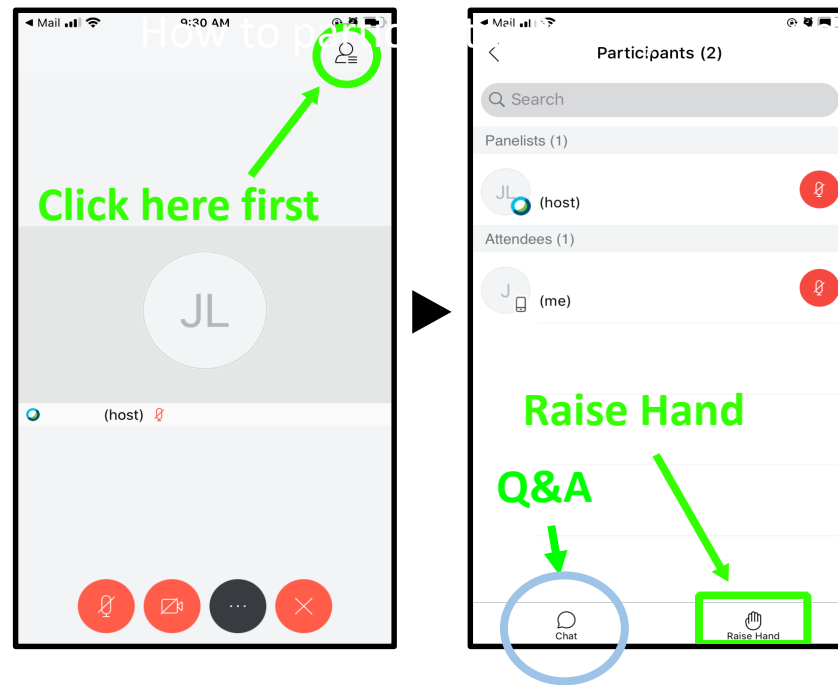 Mail
9:30 AM
How to partic
Click here first
JL
(host)
Mail
Participants (2)
Search
Panelists (1)
JL
(host)
Attendees (1)
J
(me)
Raise Hand
Q&A
Chat
Raise Hand